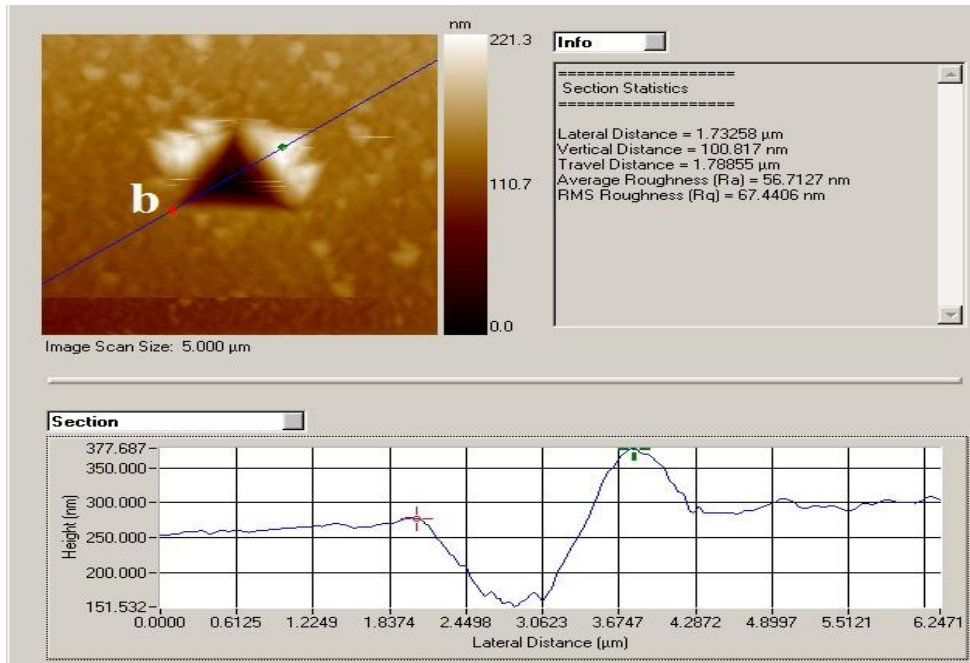 nm
221.3
110.7
0.0
b
Image Scan Size: 5.000 µm
Info
===================
Section Statistics
===================
Lateral Distance = 1.73258 µm
Vertical Distance = 100.817 nm
Travel Distance = 1.78855 µm
Average Roughness (Ra) = 56.7127 nm
RMS Roughness (Rq) = 67.4406 nm
Section
377.687
350.000
300.000
250.000
200.000
151.532
Height (nm)
0.0000 0.6125 1.2249 1.8374 2.4498 3.0623 3.6747 4.2872 4.8997 5.5121 6.2471
Lateral Distance (µm)